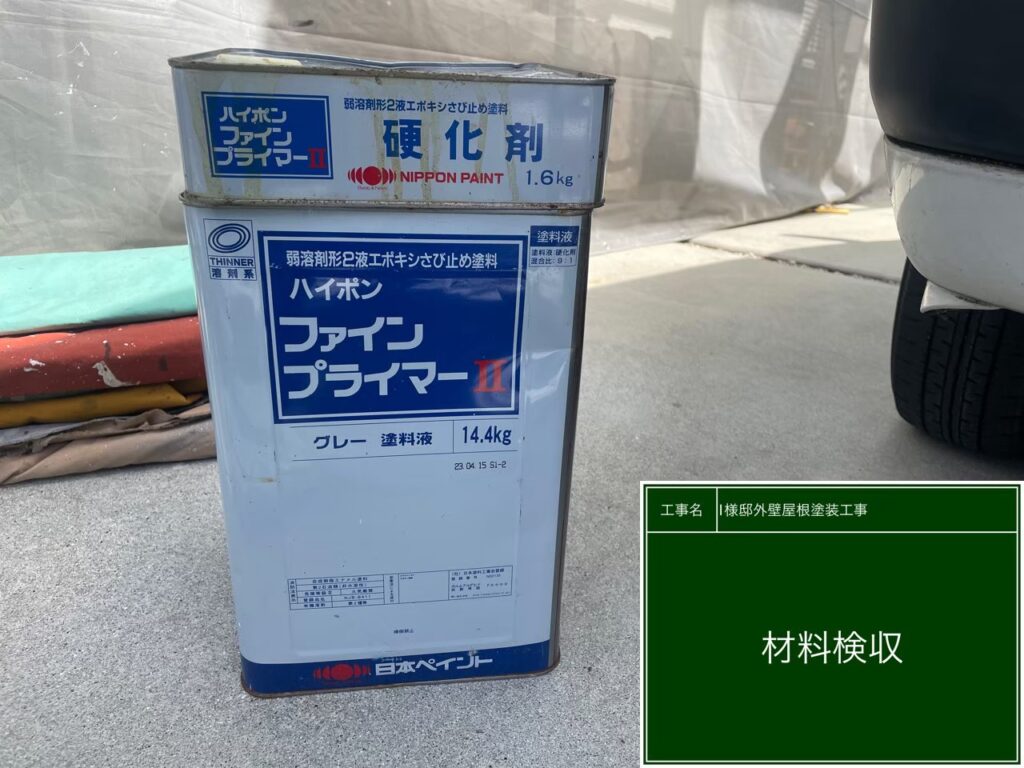 ハイポン
ファイン
プライマーII
弱溶剤形2液エポキシさび止め塗料
硬化剤
NIPPON PAINT
1.6kg
THINNER
溶剤系
塗料液
塗料液:硬化剤
混合比:9:1
弱溶剤形2液エポキシさび止め塗料
ハイポン
ファイン
プライマーII
グレー 塗料液
14.4kg
23.04.15 S1-2
日本ペイント
工事名
I様邸外壁屋根塗装工事
材料検収